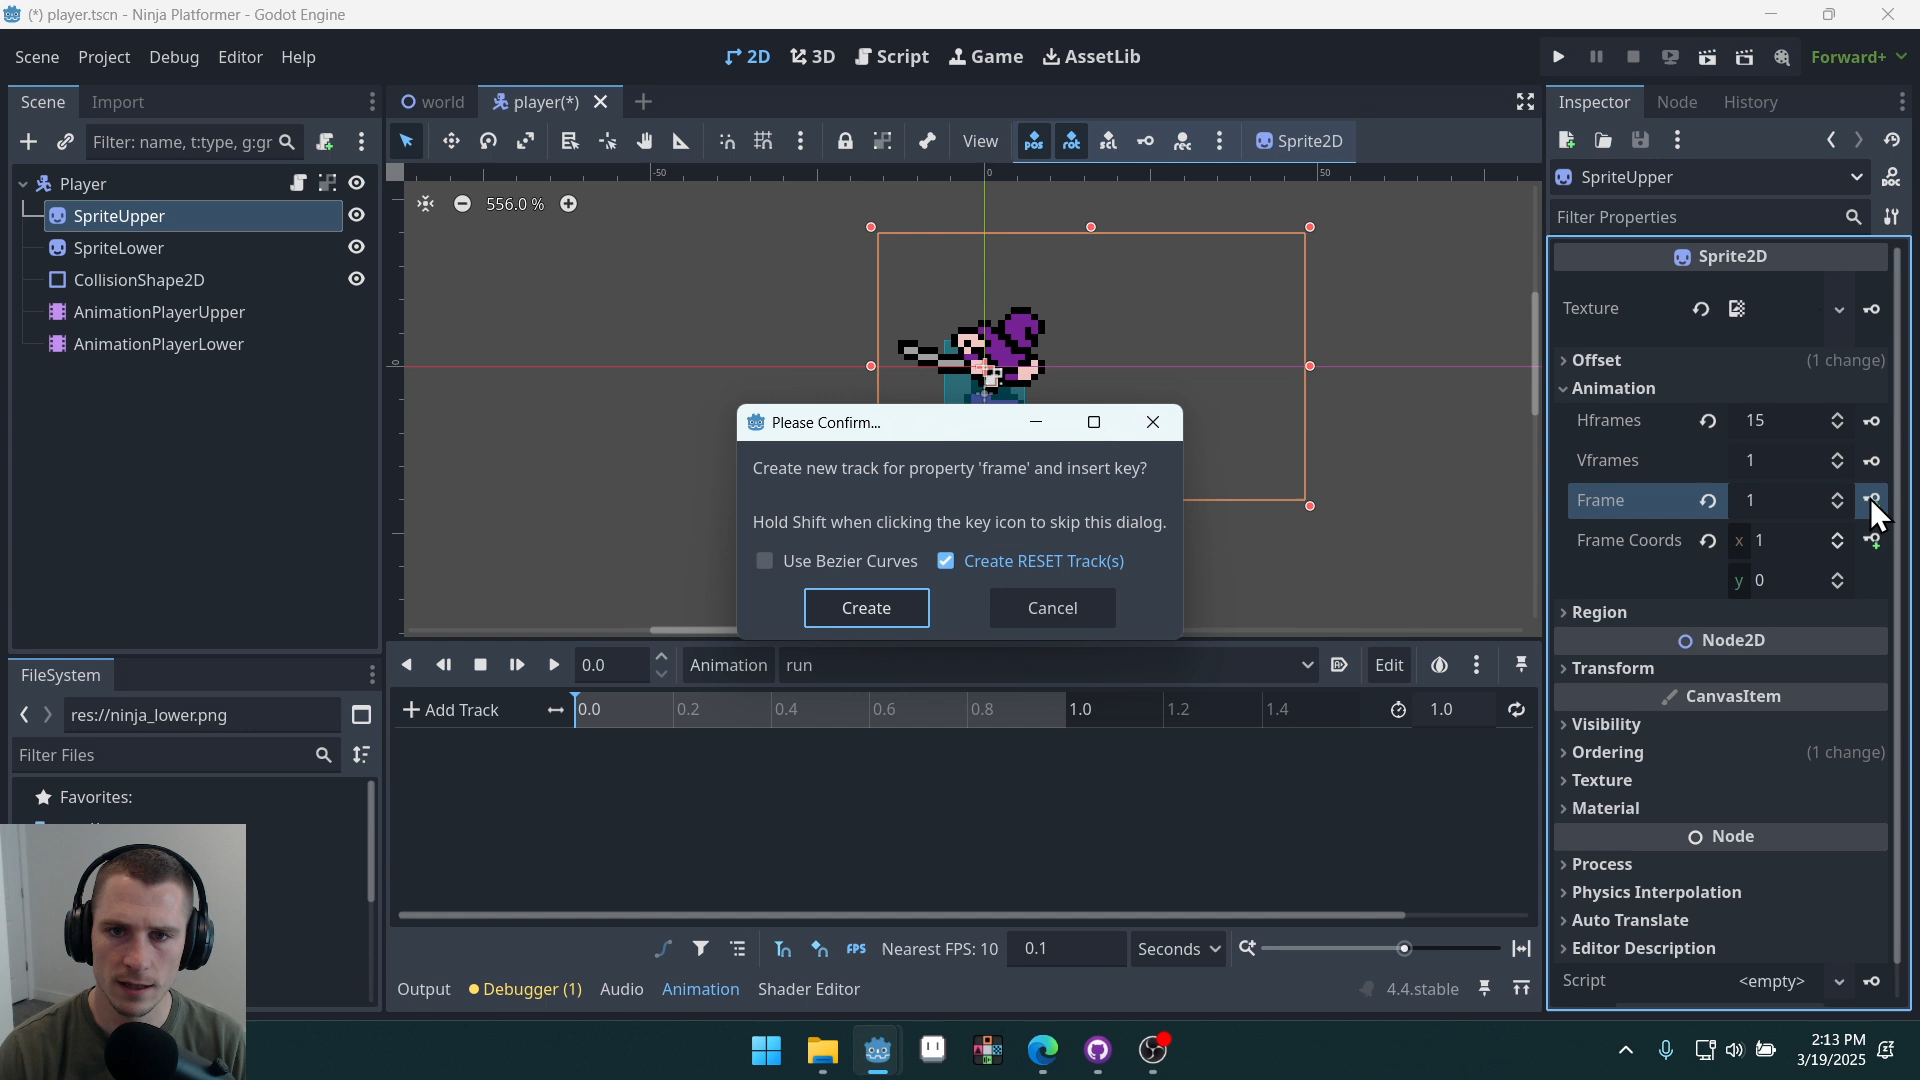 (*) player.tscn - Ninja Platformer - Godot Engine
Scene Project Debug Editor Help
2D 3D Script Game AssetLib
Forward+
Scene Import
world player(*)
Inspector Node History
Filter: name, t:type, g:gr
View
Sprite2D
SpriteUpper
Filter Properties
Player
SpriteUpper
SpriteLower
CollisionShape2D
AnimationPlayerUpper
AnimationPlayerLower
-50 0 50
556.0 %
0
Sprite2D
Texture
Offset (1 change)
Animation
Hframes 15
Vframes 1
Frame 1
Frame Coords x 1
y 0
Region
Node2D
Transform
CanvasItem
Visibility
Ordering (1 change)
Texture
Material
Node
Process
Physics Interpolation
Auto Translate
Editor Description
Script <empty>
Please Confirm...
Create new track for property 'frame' and insert key?
Hold Shift when clicking the key icon to skip this dialog.
Use Bezier Curves Create RESET Track(s)
Create Cancel
0.0 Animation run Edit
Add Track 0.0 0.2 0.4 0.6 0.8 1.0 1.2 1.4 1.0
FPS Nearest FPS: 10 0.1 Seconds
Output Debugger (1) Audio Animation Shader Editor 4.4.stable
FileSystem
res://ninja_lower.png
Filter Files
Favorites:
2:13 PM
3/19/2025